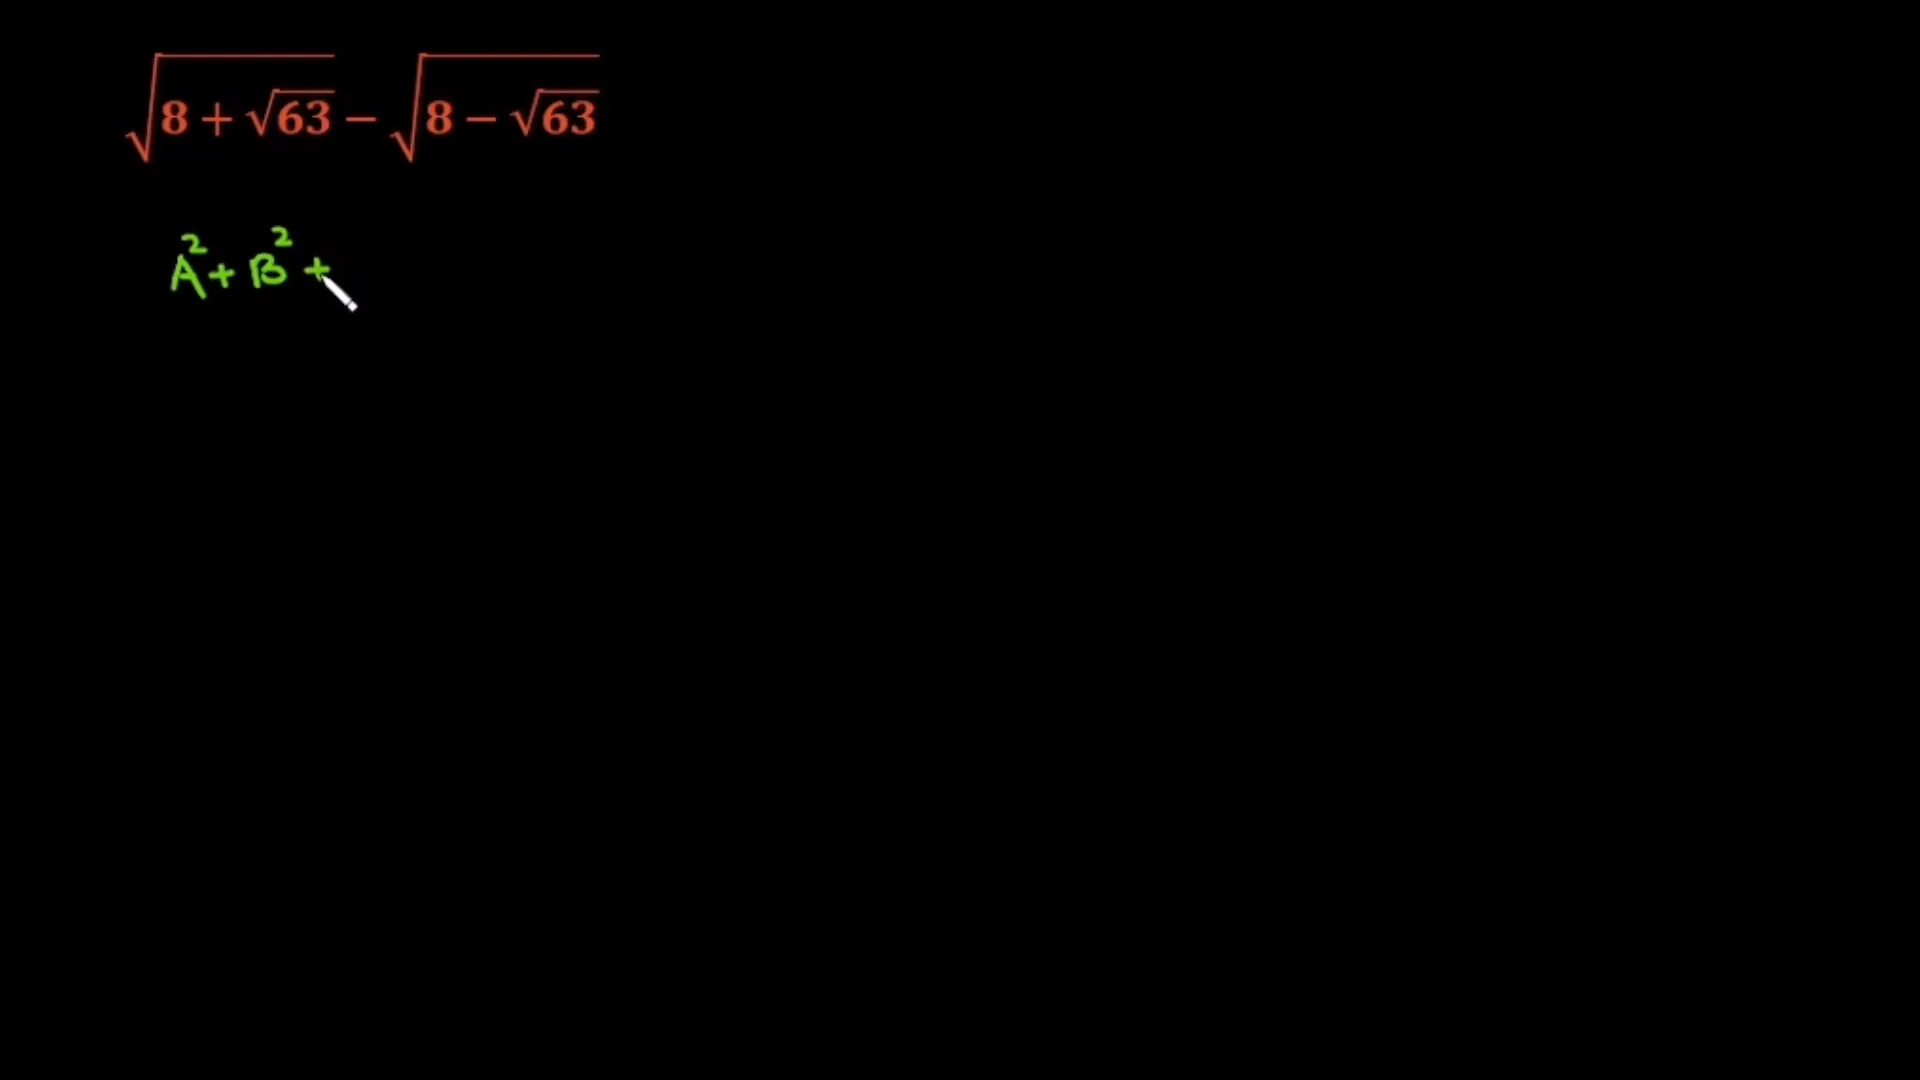 √(8 + √63) − √(8 − √63)
A² + B² +